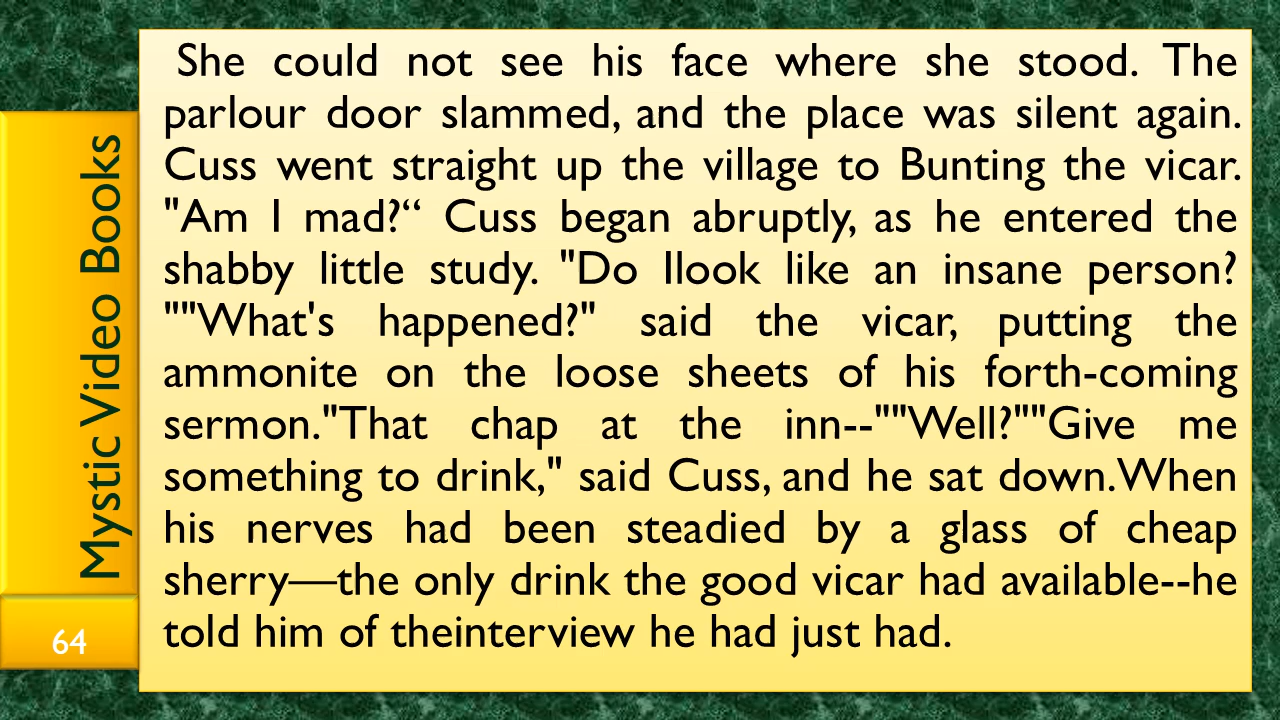 She could not see his face where she stood. The
parlour door slammed, and the place was silent again.
Cuss went straight up the village to Bunting the vicar.
"Am I mad?“ Cuss began abruptly, as he entered the
shabby little study. "Do Ilook like an insane person?
""What's happened?" said the vicar, putting the
ammonite on the loose sheets of his forth-coming
sermon."That chap at the inn--""Well?""Give me
something to drink," said Cuss, and he sat down.When
his nerves had been steadied by a glass of cheap
sherry—the only drink the good vicar had available--he
told him of theinterview he had just had.
Mystic Video Books
64